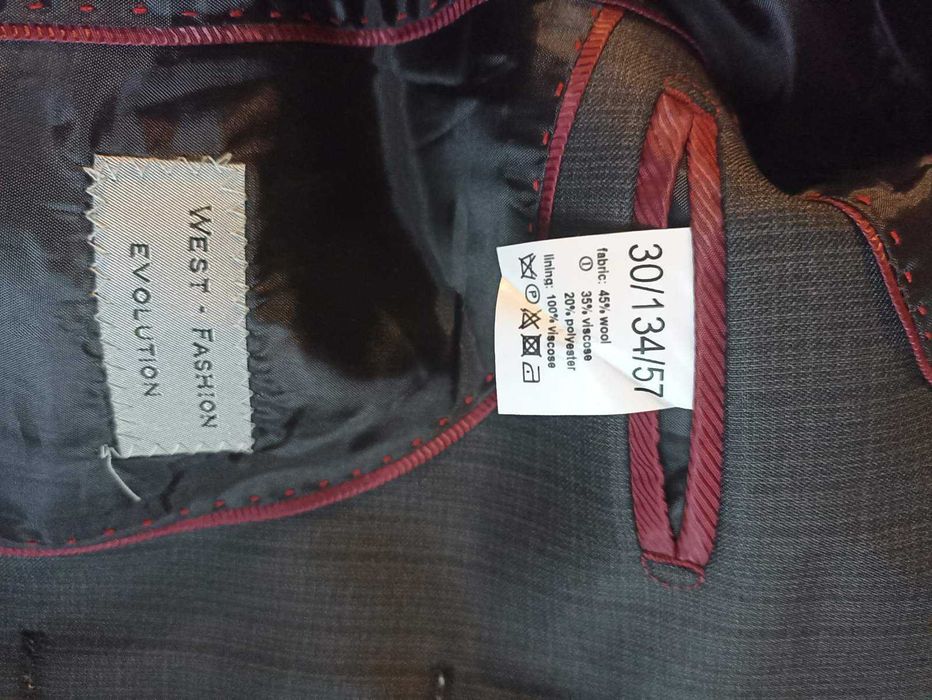 WEST - FASHION
EVOLUTION
30/134/57
fabric: 45% wool
35% viscose
20% polyester
lining: 100% viscose
P